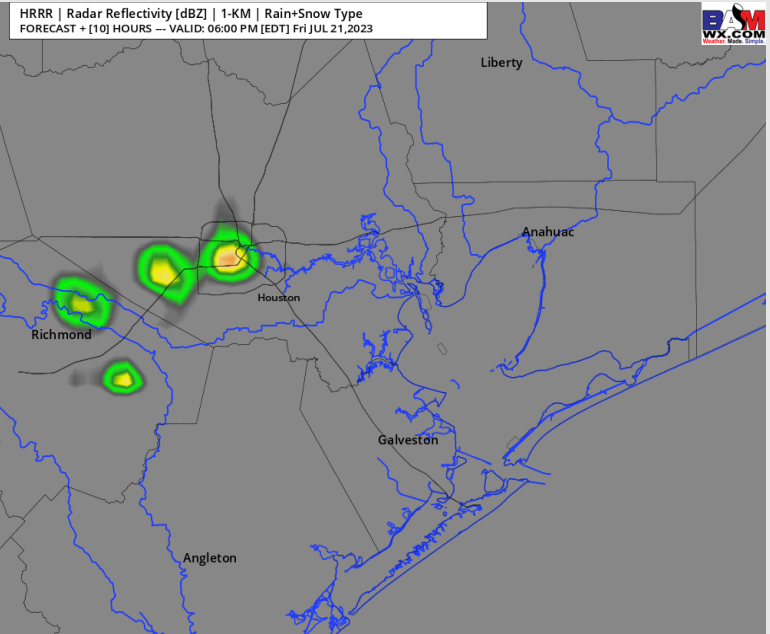 HRRR | Radar Reflectivity [dBZ] | 1-KM | Rain+Snow Type
FORECAST + [10] HOURS --- VALID: 06:00 PM [EDT] Fri JUL 21,2023
BAM
WX.COM
Weather. Made. Simple.
Liberty
Anahuac
Houston
Richmond
Galveston
Angleton